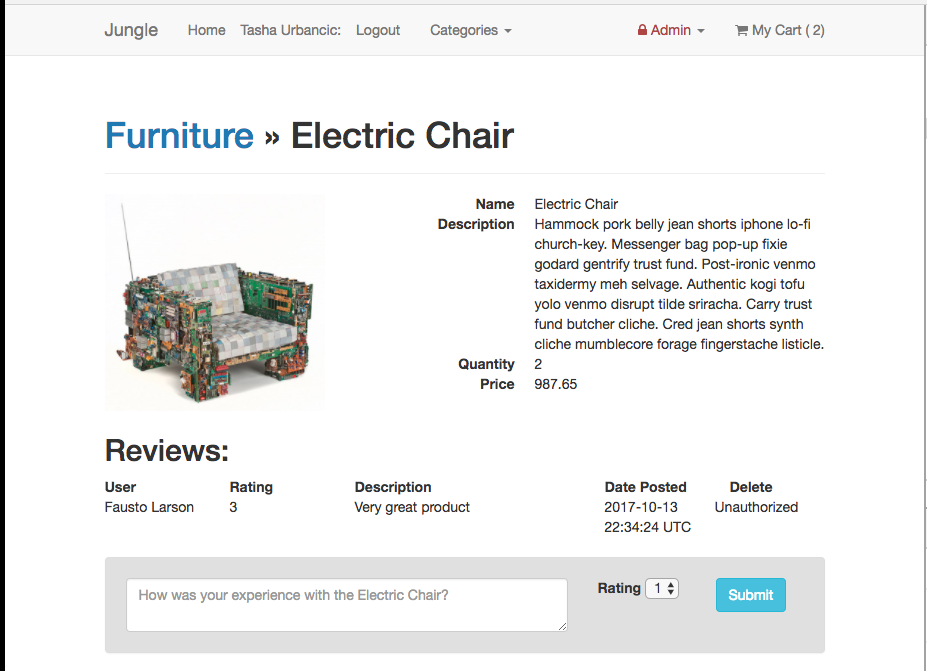 Jungle Home Tasha Urbancic: Logout Categories Admin My Cart ( 2)
Furniture » Electric Chair
Name Electric Chair
Description Hammock pork belly jean shorts iphone lo-fi
church-key. Messenger bag pop-up fixie
godard gentrify trust fund. Post-ironic venmo
taxidermy meh selvage. Authentic kogi tofu
yolo venmo disrupt tilde sriracha. Carry trust
fund butcher cliche. Cred jean shorts synth
cliche mumblecore forage fingerstache listicle.
Quantity 2
Price 987.65
Reviews:
User Rating Description Date Posted Delete
Fausto Larson 3 Very great product 2017-10-13 Unauthorized
22:34:24 UTC
How was your experience with the Electric Chair? Rating 1 Submit